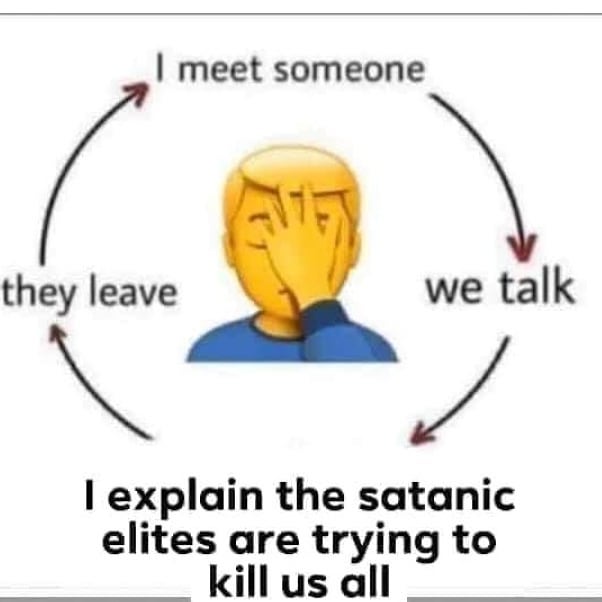 I meet someone
we talk
I explain the satanic
elites are trying to
kill us all
they leave